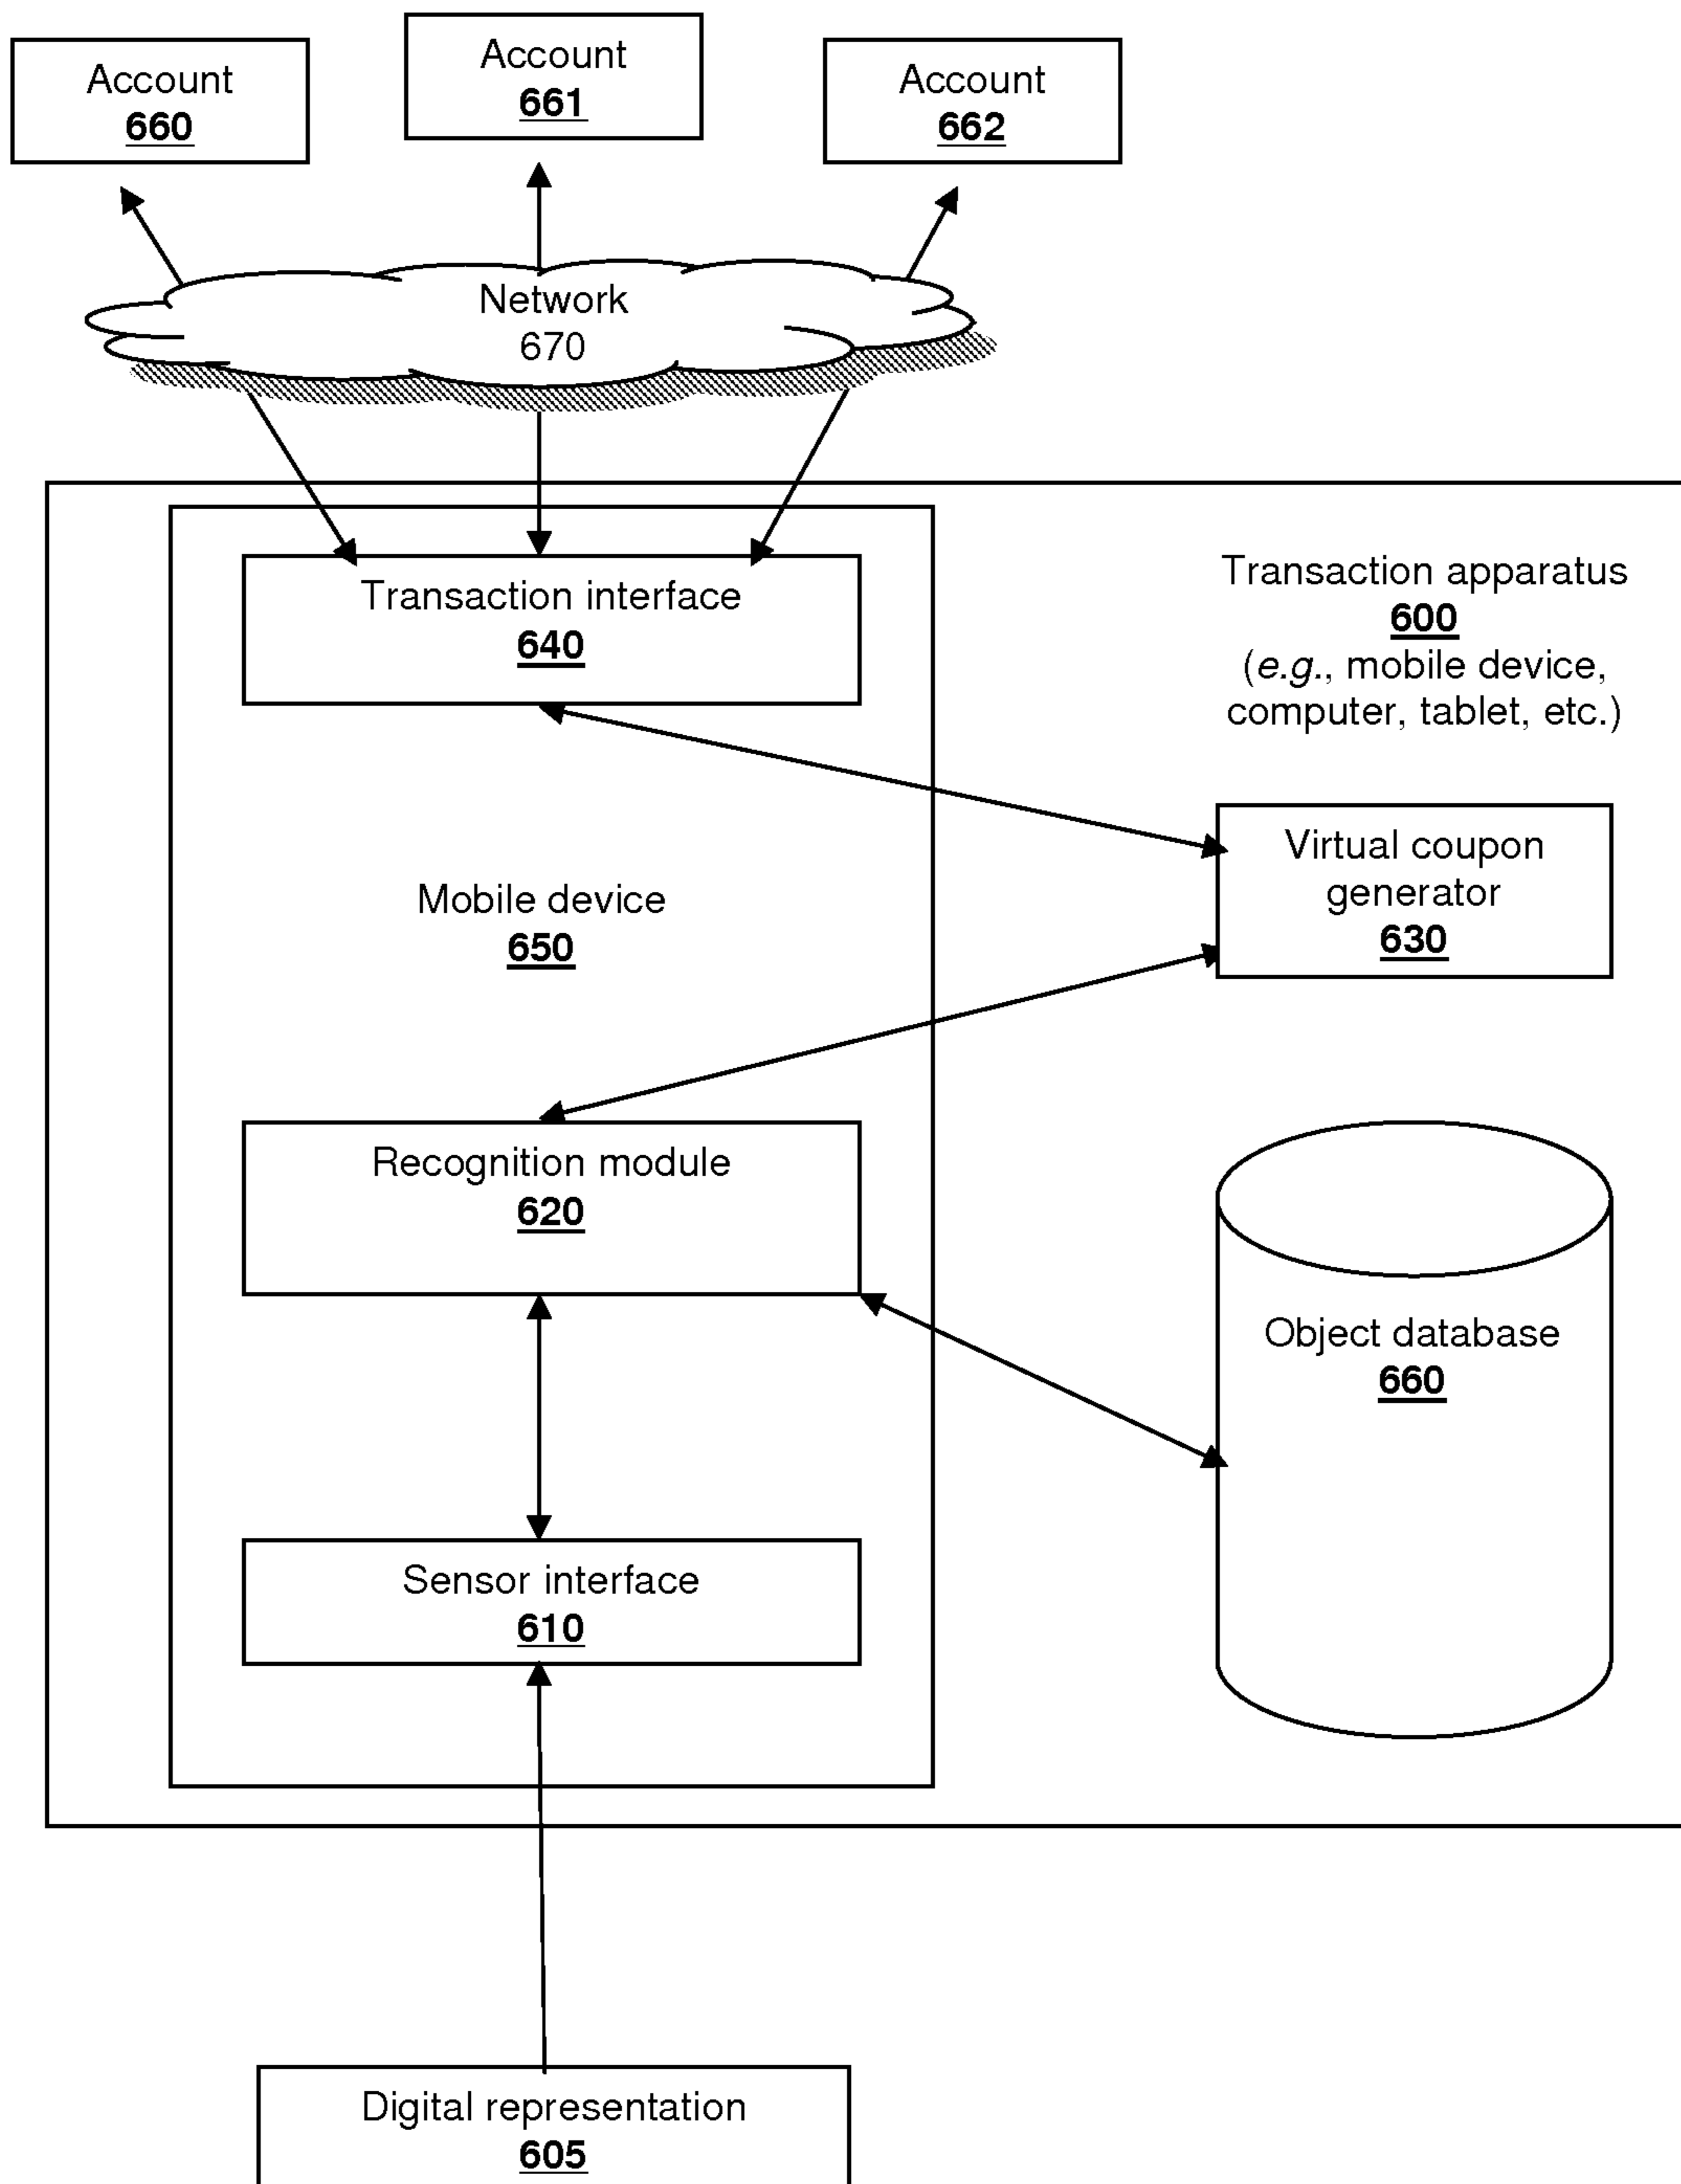 Account
660
Account
661
Account
662
Network
670
Transaction interface
640
Transaction apparatus
600
(e.g., mobile device,
computer, tablet, etc.)
Virtual coupon
generator
630
Mobile device
650
Recognition module
620
Object database
660
Sensor interface
610
Digital representation
605